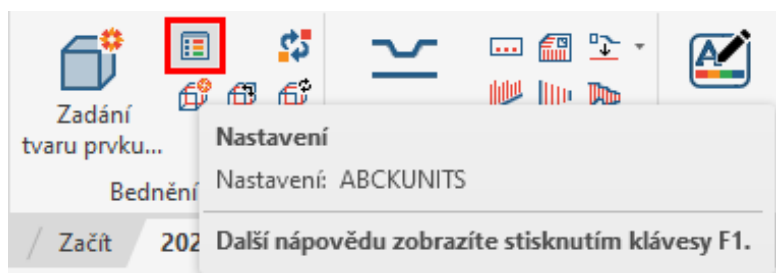 Zadání
tvaru prvku...
Bednění
Nastavení
Nastavení: ABCKUNITS
Další nápovědu zobrazíte stisknutím klávesy F1.
Začít
202